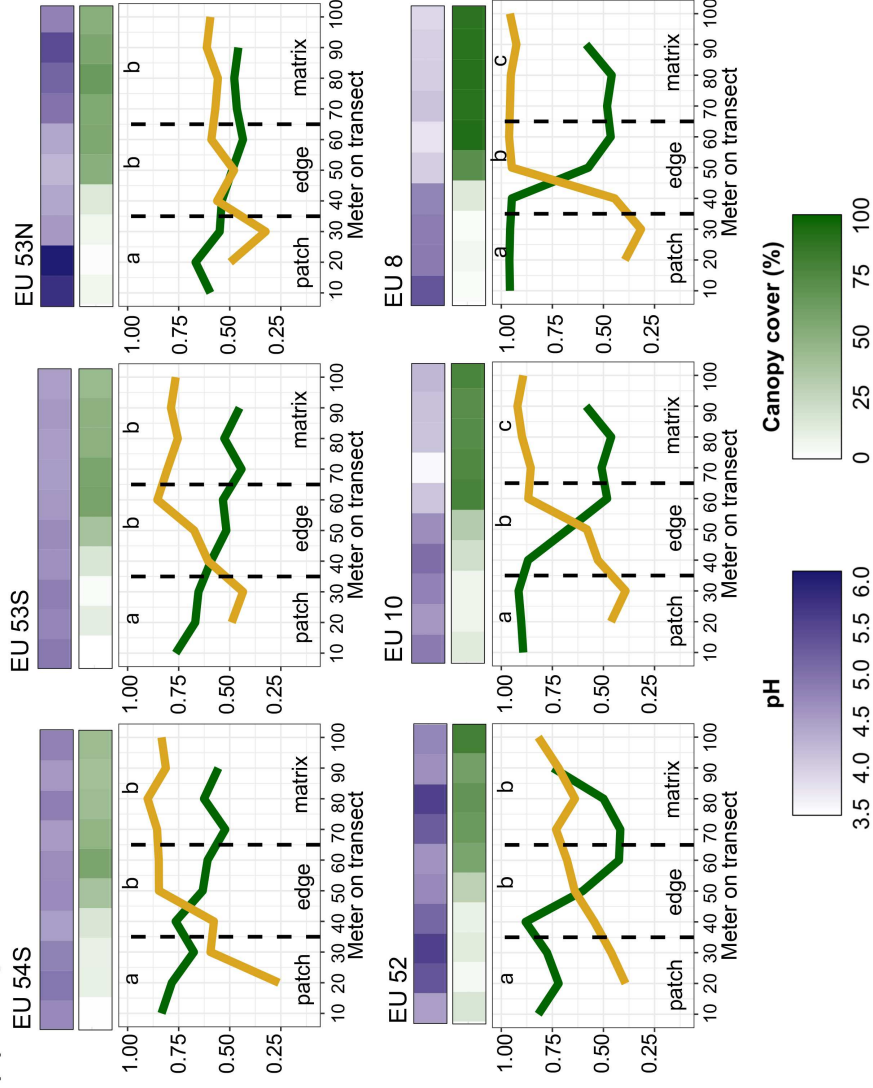 EU 54S
1.00
0.75
0.50
0.25
a
b
b
patch
edge
matrix
10 20 30 40 50 60 70 80 90 100
Meter on transect
EU 53S
1.00
0.75
0.50
0.25
a
b
b
patch
edge
matrix
10 20 30 40 50 60 70 80 90 100
Meter on transect
EU 53N
1.00
0.75
0.50
0.25
a
b
b
patch
edge
matrix
10 20 30 40 50 60 70 80 90 100
Meter on transect
EU 52
1.00
0.75
0.50
0.25
a
b
b
patch
edge
matrix
10 20 30 40 50 60 70 80 90 100
Meter on transect
EU 10
1.00
0.75
0.50
0.25
a
b
c
patch
edge
matrix
10 20 30 40 50 60 70 80 90 100
Meter on transect
EU 8
1.00
0.75
0.50
0.25
a
b
c
patch
edge
matrix
10 20 30 40 50 60 70 80 90 100
Meter on transect
pH
3.5 4.0 4.5 5.0 5.5 6.0
Canopy cover (%)
0 25 50 75 100